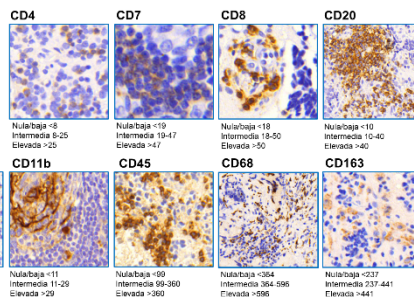 CD4 CD7 CD8 CD20
Nula/baja <8 Nula/baja <19 Nula/baja <18 Nula/baja <10
Intermedia 8-25 Intermedia 19-47 Intermedia 18-50 Intermedia 10-40
Elevada >25 Elevada >47 Elevada >50 Elevada >40
CD11b CD45 CD68 CD163
Nula/baja <11 Nula/baja <99 Nula/baja <364 Nula/baja <237
Intermedia 11-29 Intermedia 99-360 Intermedia 364-596 Intermedia 237-441
Elevada >29 Elevada >360 Elevada >596 Elevada >441